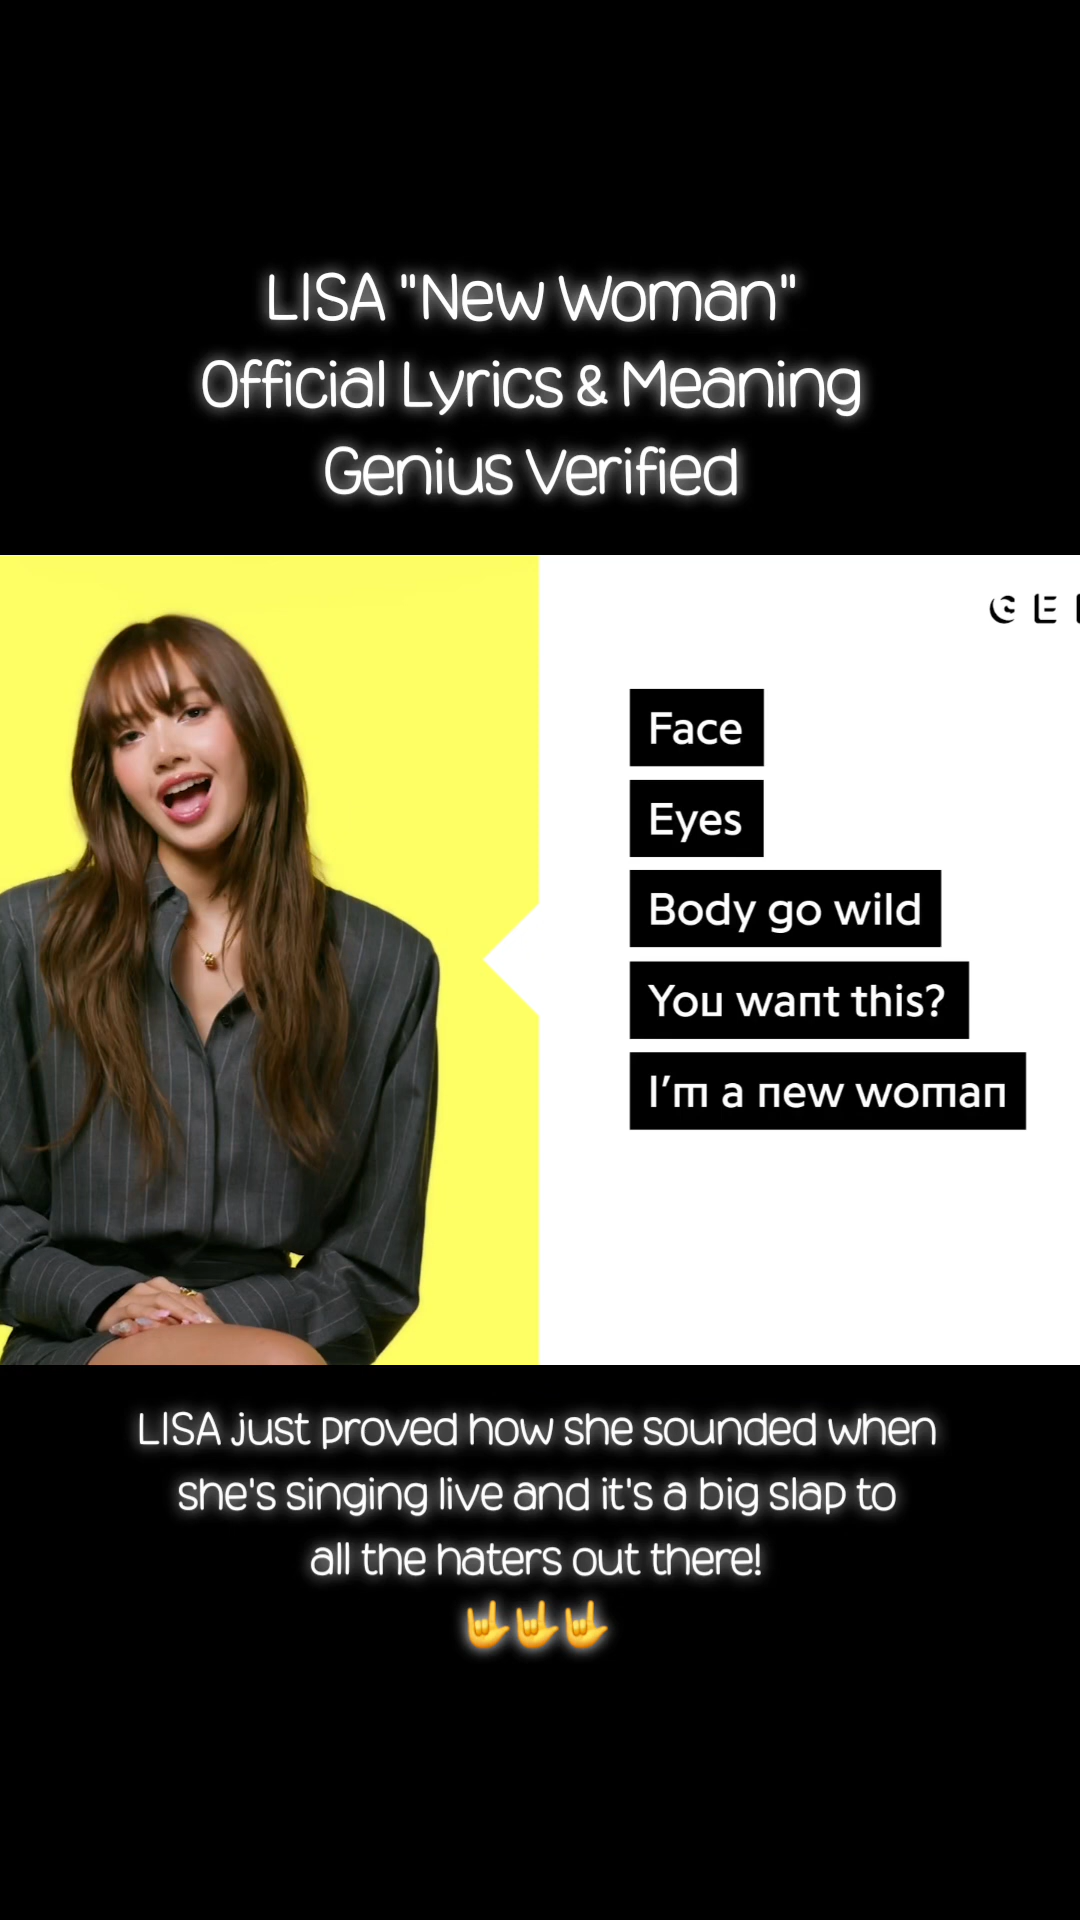 LISA "New Woman"
Official Lyrics & Meaning
Genius Verified
GE
Face
Eyes
Body go wild
You want this?
I'm a new woman
LISA just proved how she sounded when
she's singing live and it's a big slap to
all the haters out there!
🤟🤟🤟